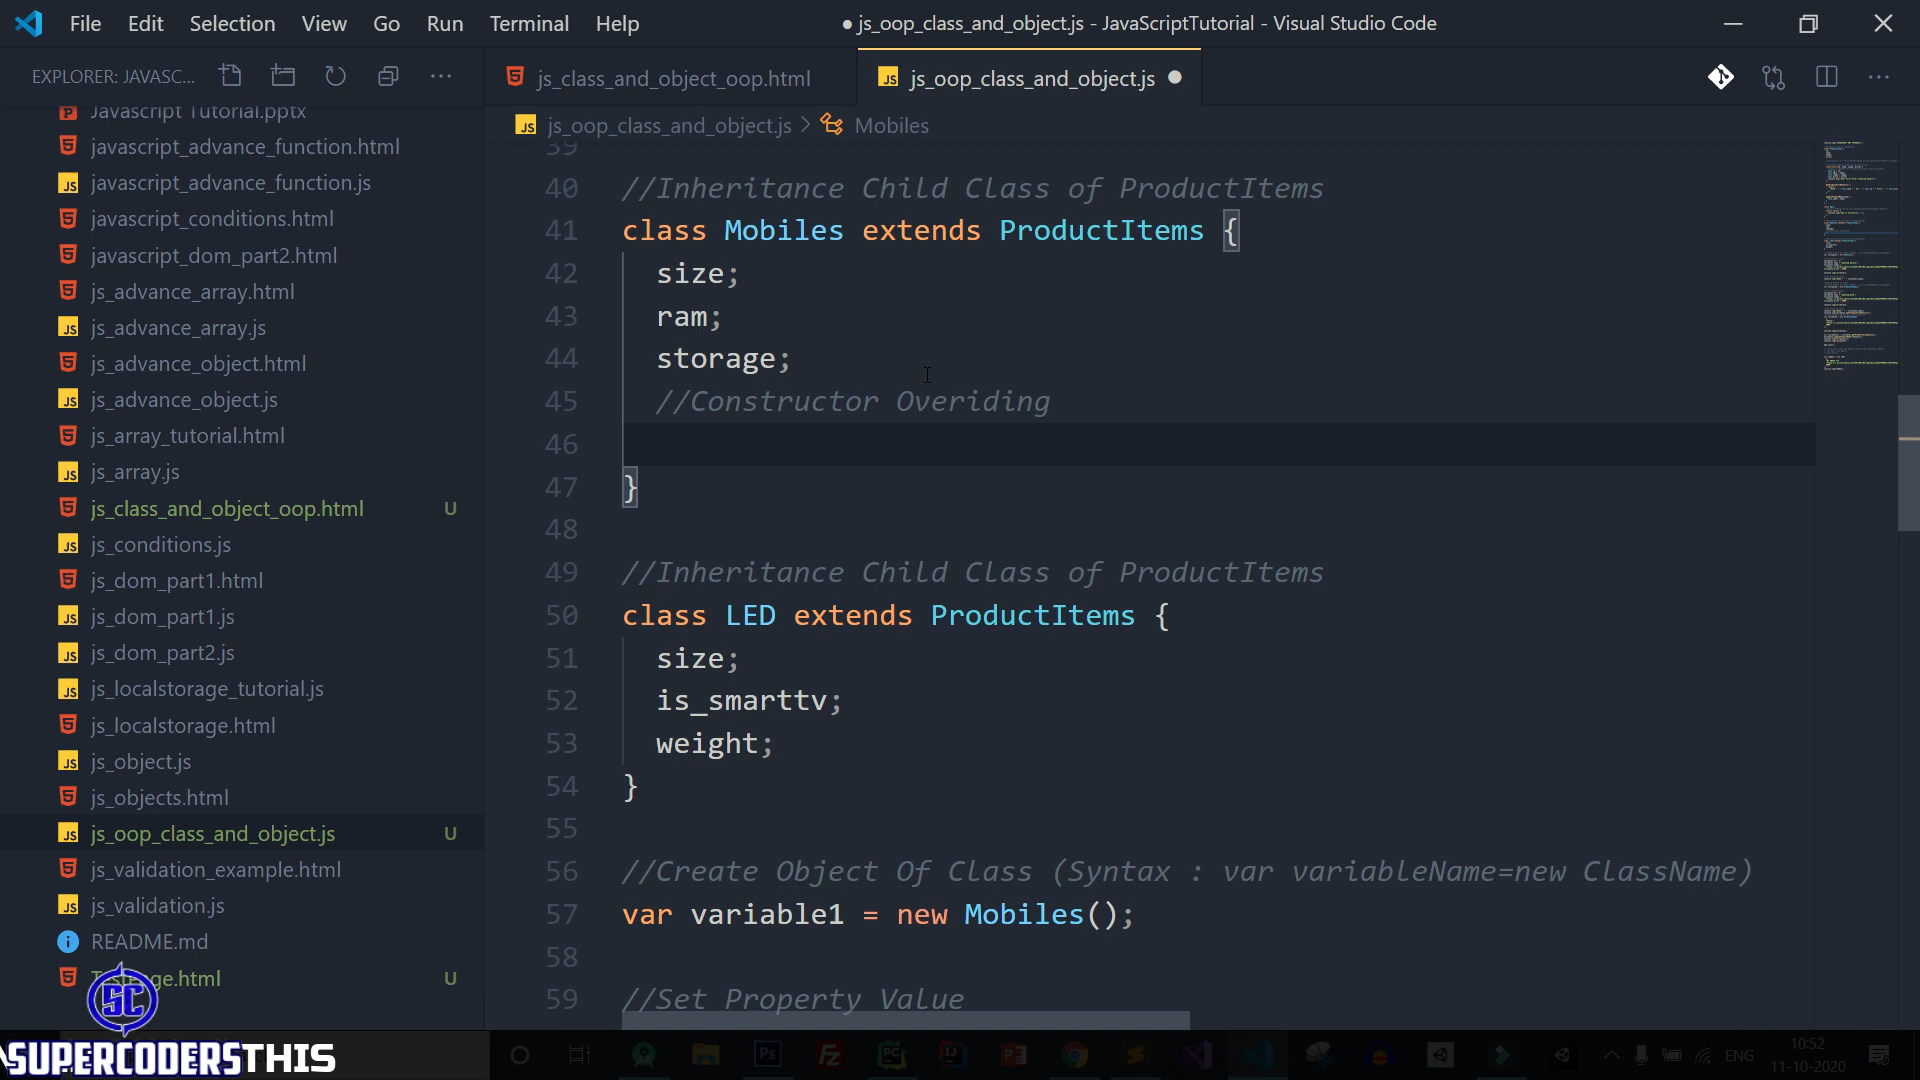 File Edit Selection View Go Run Terminal Help
● js_oop_class_and_object.js - JavaScriptTutorial - Visual Studio Code
EXPLORER: JAVASC...
js_class_and_object_oop.html
js_oop_class_and_object.js
js_oop_class_and_object.js > Mobiles
Javascript Tutorial.pptx
javascript_advance_function.html
javascript_advance_function.js
javascript_conditions.html
javascript_dom_part2.html
js_advance_array.html
js_advance_array.js
js_advance_object.html
js_advance_object.js
js_array_tutorial.html
js_array.js
js_class_and_object_oop.html U
js_conditions.js
js_dom_part1.html
js_dom_part1.js
js_dom_part2.js
js_localstorage_tutorial.js
js_localstorage.html
js_object.js
js_objects.html
js_oop_class_and_object.js U
js_validation_example.html
js_validation.js
README.md
ge.html U
39
40 //Inheritance Child Class of ProductItems
41 class Mobiles extends ProductItems {
42 size;
43 ram;
44 storage;
45 //Constructor Overiding
46
47 }
48
49 //Inheritance Child Class of ProductItems
50 class LED extends ProductItems {
51 size;
52 is_smarttv;
53 weight;
54 }
55
56 //Create Object Of Class (Syntax : var variableName=new ClassName)
57 var variable1 = new Mobiles();
58
59 //Set Property Value
SC
SUPERCODERSTHIS
ENG
10:52
11-10-2020